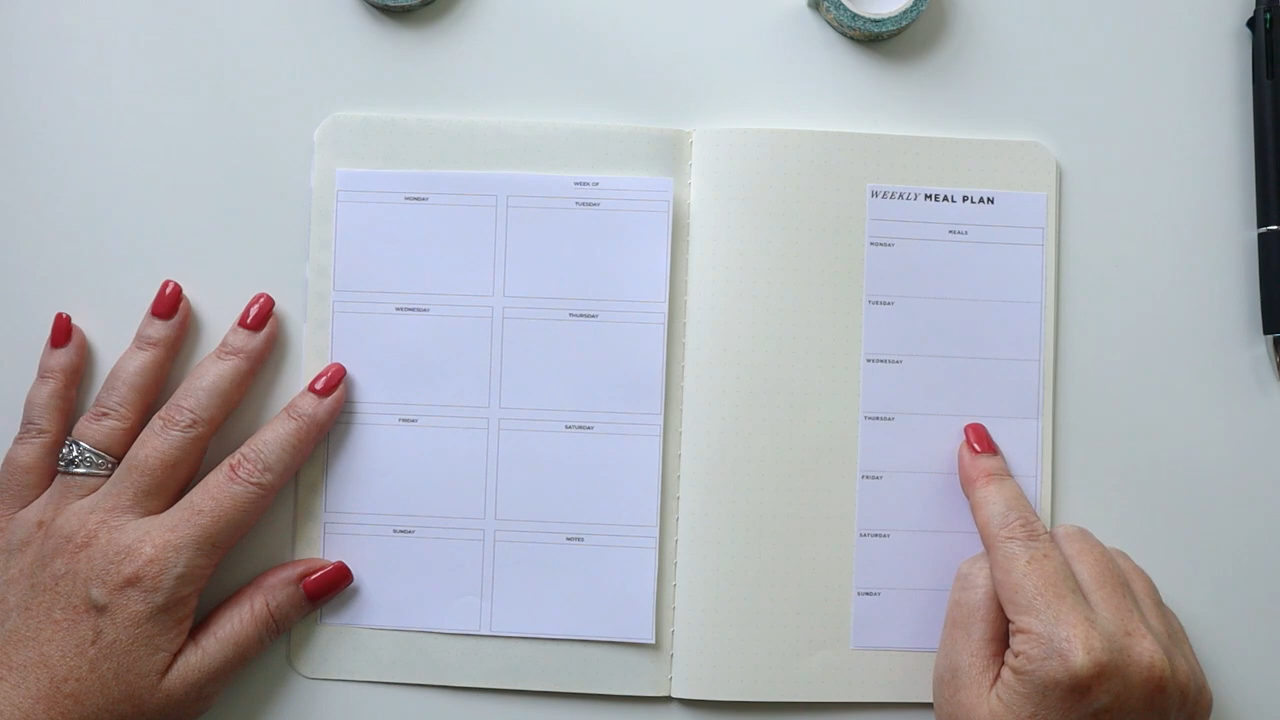 WEEK OF
MONDAY
TUESDAY
WEDNESDAY
THURSDAY
FRIDAY
SATURDAY
SUNDAY
NOTES
WEEKLY MEAL PLAN
MEALS
MONDAY
TUESDAY
WEDNESDAY
THURSDAY
FRIDAY
SATURDAY
SUNDAY